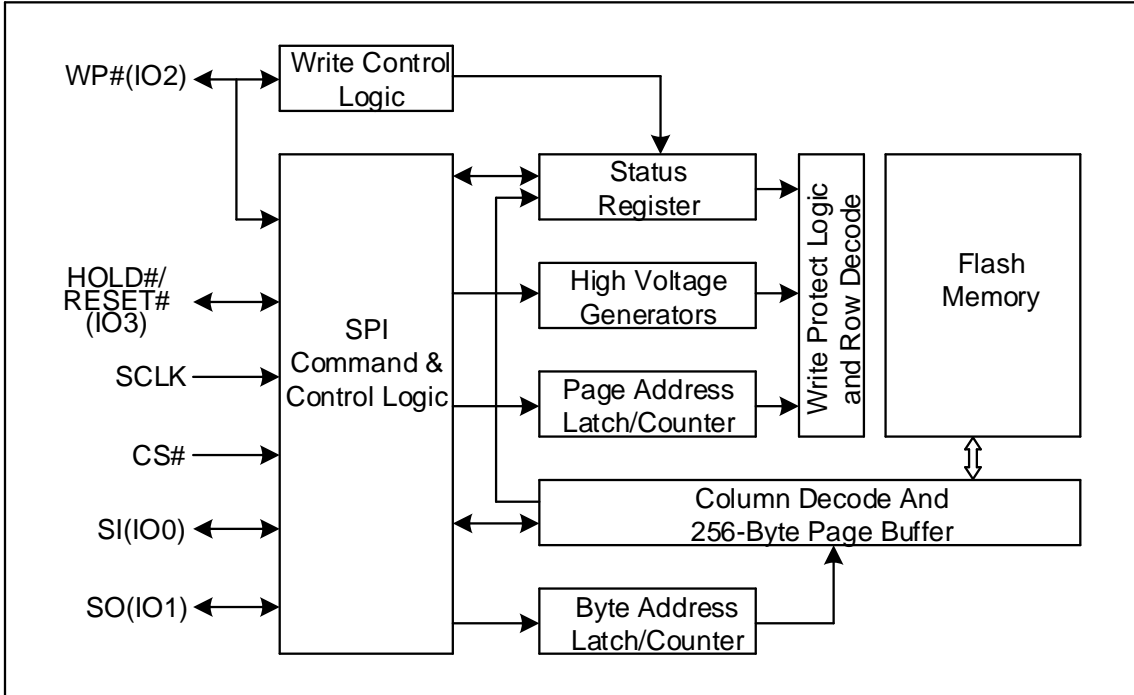 WP#(IO2)
Write Control
Logic
HOLD#/
RESET#
(IO3)
SCLK
CS#
SI(IO0)
SO(IO1)
SPI
Command &
Control Logic
Status
Register
High Voltage
Generators
Page Address
Latch/Counter
Write Protect Logic
and Row Decode
Flash
Memory
Column Decode And
256-Byte Page Buffer
Byte Address
Latch/Counter